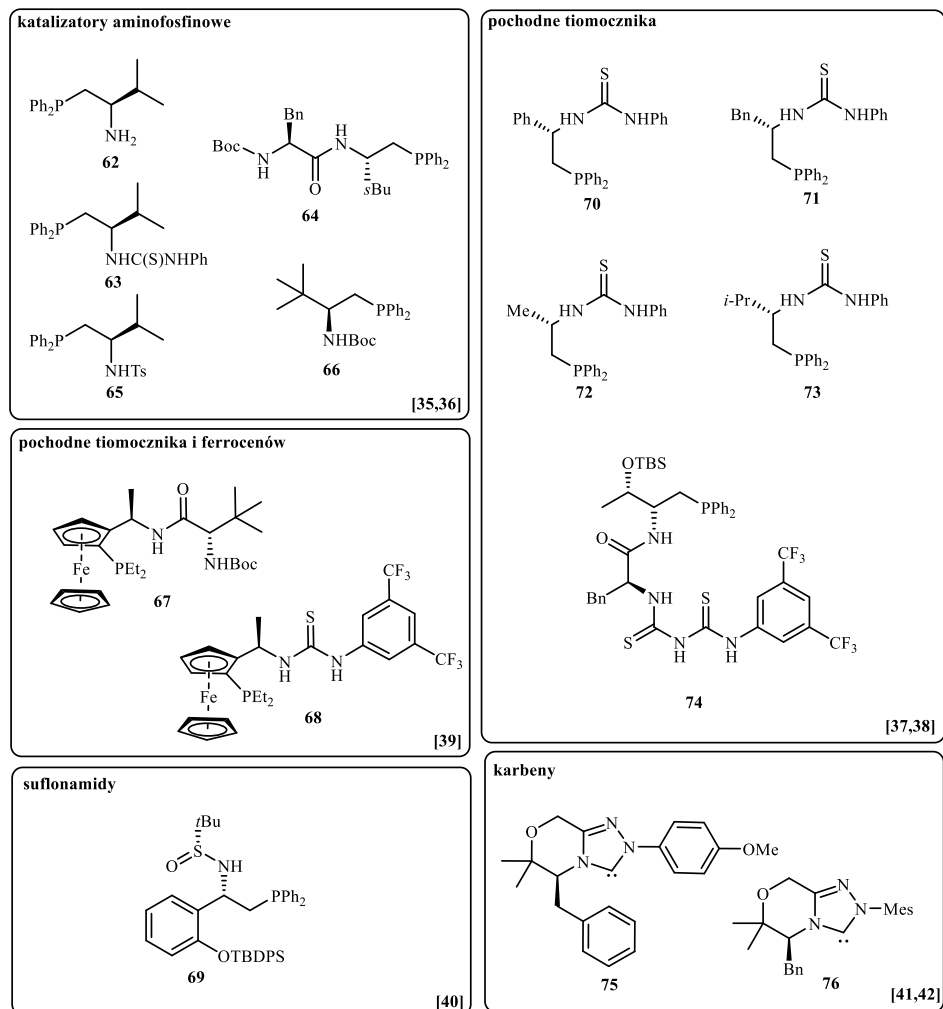 katalizatory aminofosfinowe
Ph₂P
NH₂
62
Ph₂P
NHC(S)NHPh
63
Ph₂P
NHTs
65
Bn
Boc
N
H
O
H
N
PPh₂
sBu
64
PPh₂
NHBoc
66
[35,36]
pochodne tiomocznika
Ph
NH
S
NHPh
PPh₂
70
Bn
NH
S
NHPh
PPh₂
71
Me
NH
S
NHPh
PPh₂
72
i-Pr
NH
S
NHPh
PPh₂
73
OTBS
PPh₂
NH
O
Bn
NH
S
N
H
S
N
H
CF₃
CF₃
74
[37,38]
pochodne tiomocznika i ferrocenów
O
N
H
NHBoc
PEt₂
Fe
67
S
N
H
N
H
CF₃
CF₃
PEt₂
Fe
68
[39]
suflonamidy
tBu
O
S
NH
PPh₂
OTBDPS
69
[40]
karbeny
O
N
N
N
OMe
75
O
N
N
N
Mes
Bn
76
[41,42]